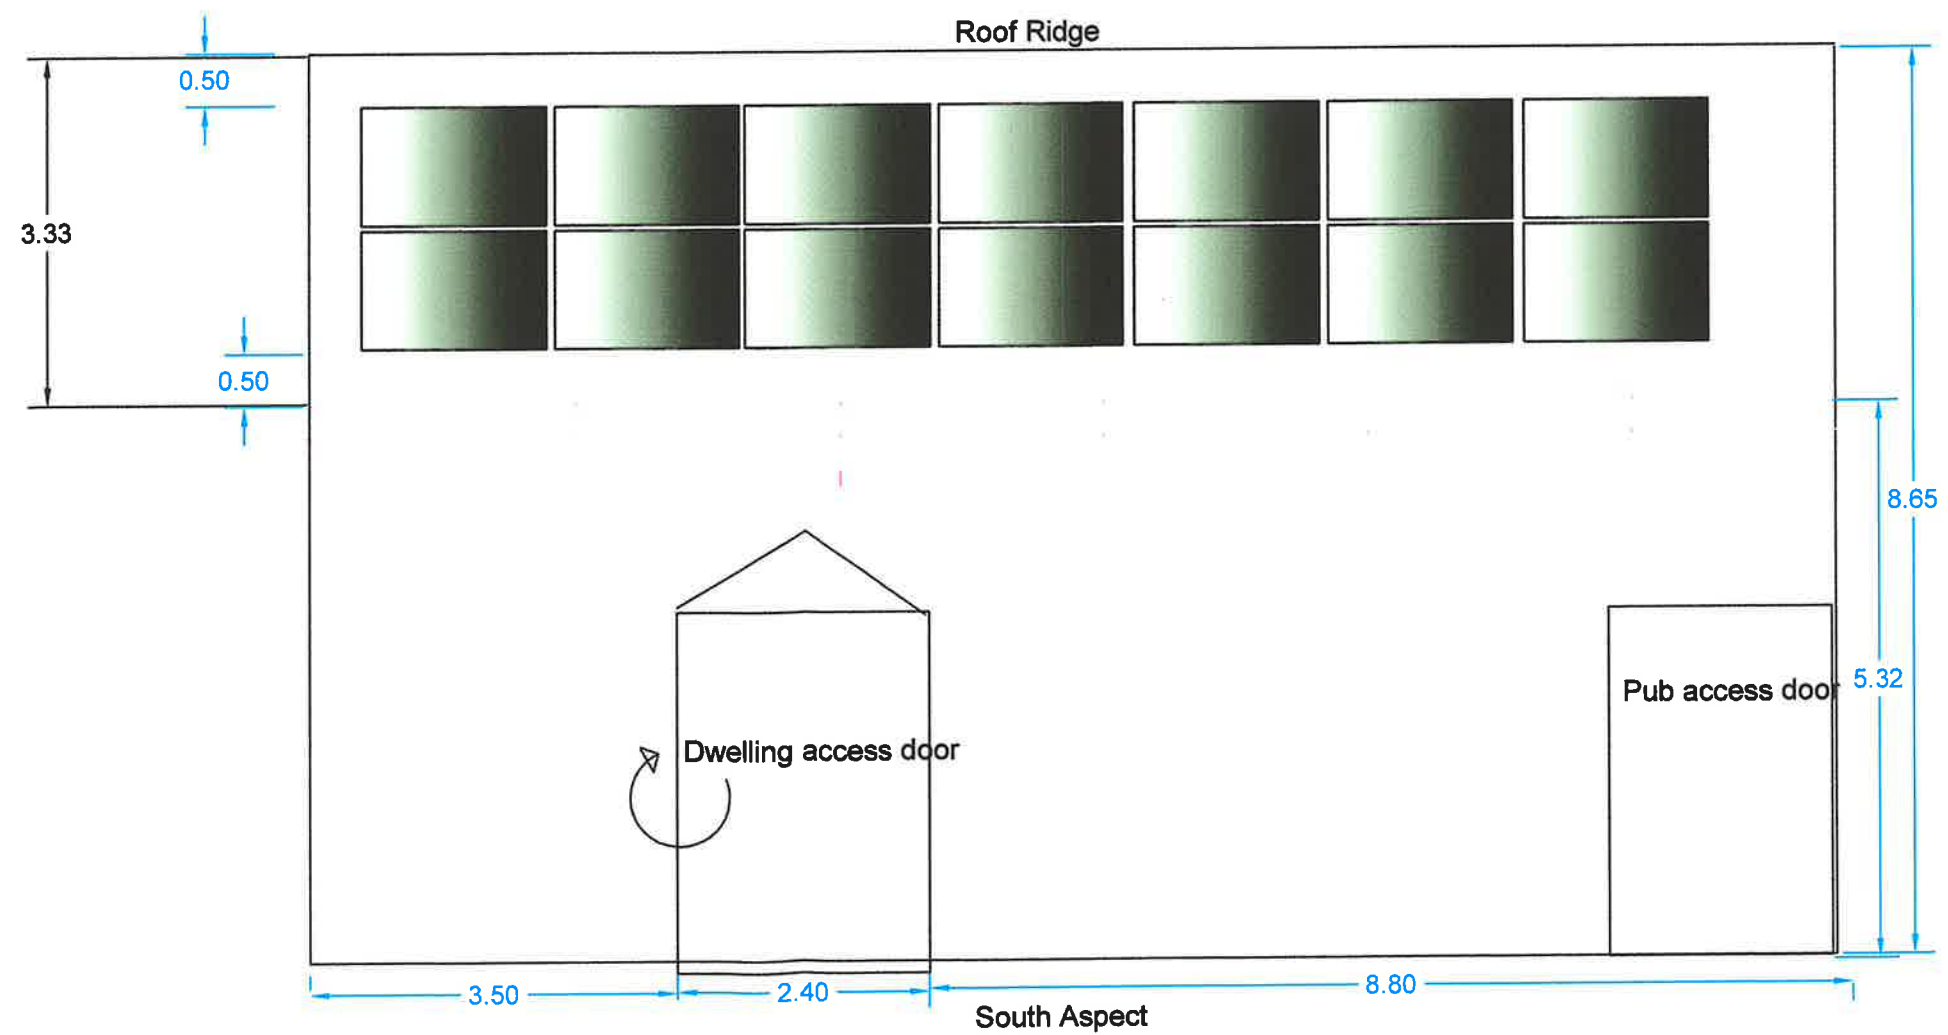 Roof Ridge
0.50
3.33
0.50
8.65
5.32
Pub access door
Dwelling access door
3.50
2.40
8.80
South Aspect